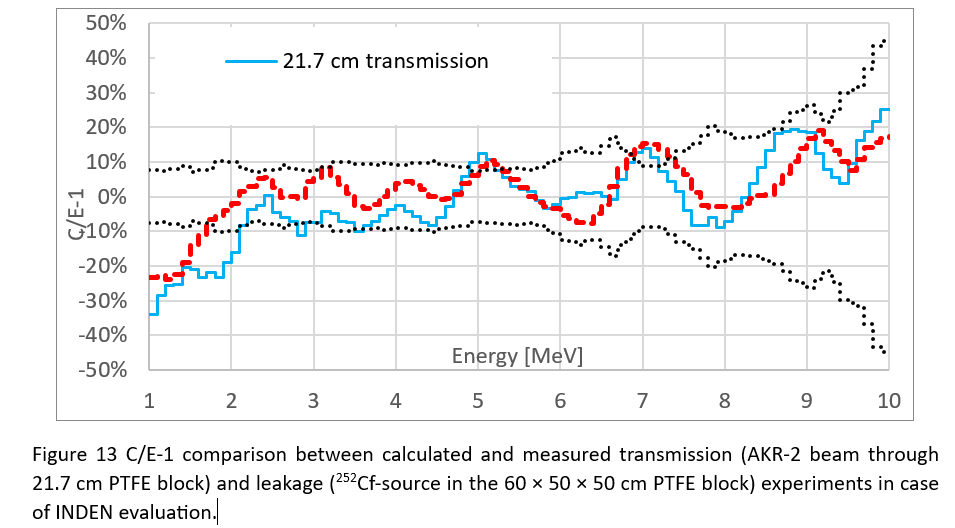 50%
40%
30%
20%
10%
0%
-10%
-20%
-30%
-40%
-50%
C/E-1
21.7 cm transmission
Energy [MeV]
1 2 3 4 5 6 7 8 9 10
Figure 13 C/E-1 comparison between calculated and measured transmission (AKR-2 beam through
21.7 cm PTFE block) and leakage (²⁵²Cf-source in the 60 × 50 × 50 cm PTFE block) experiments in case
of INDEN evaluation.